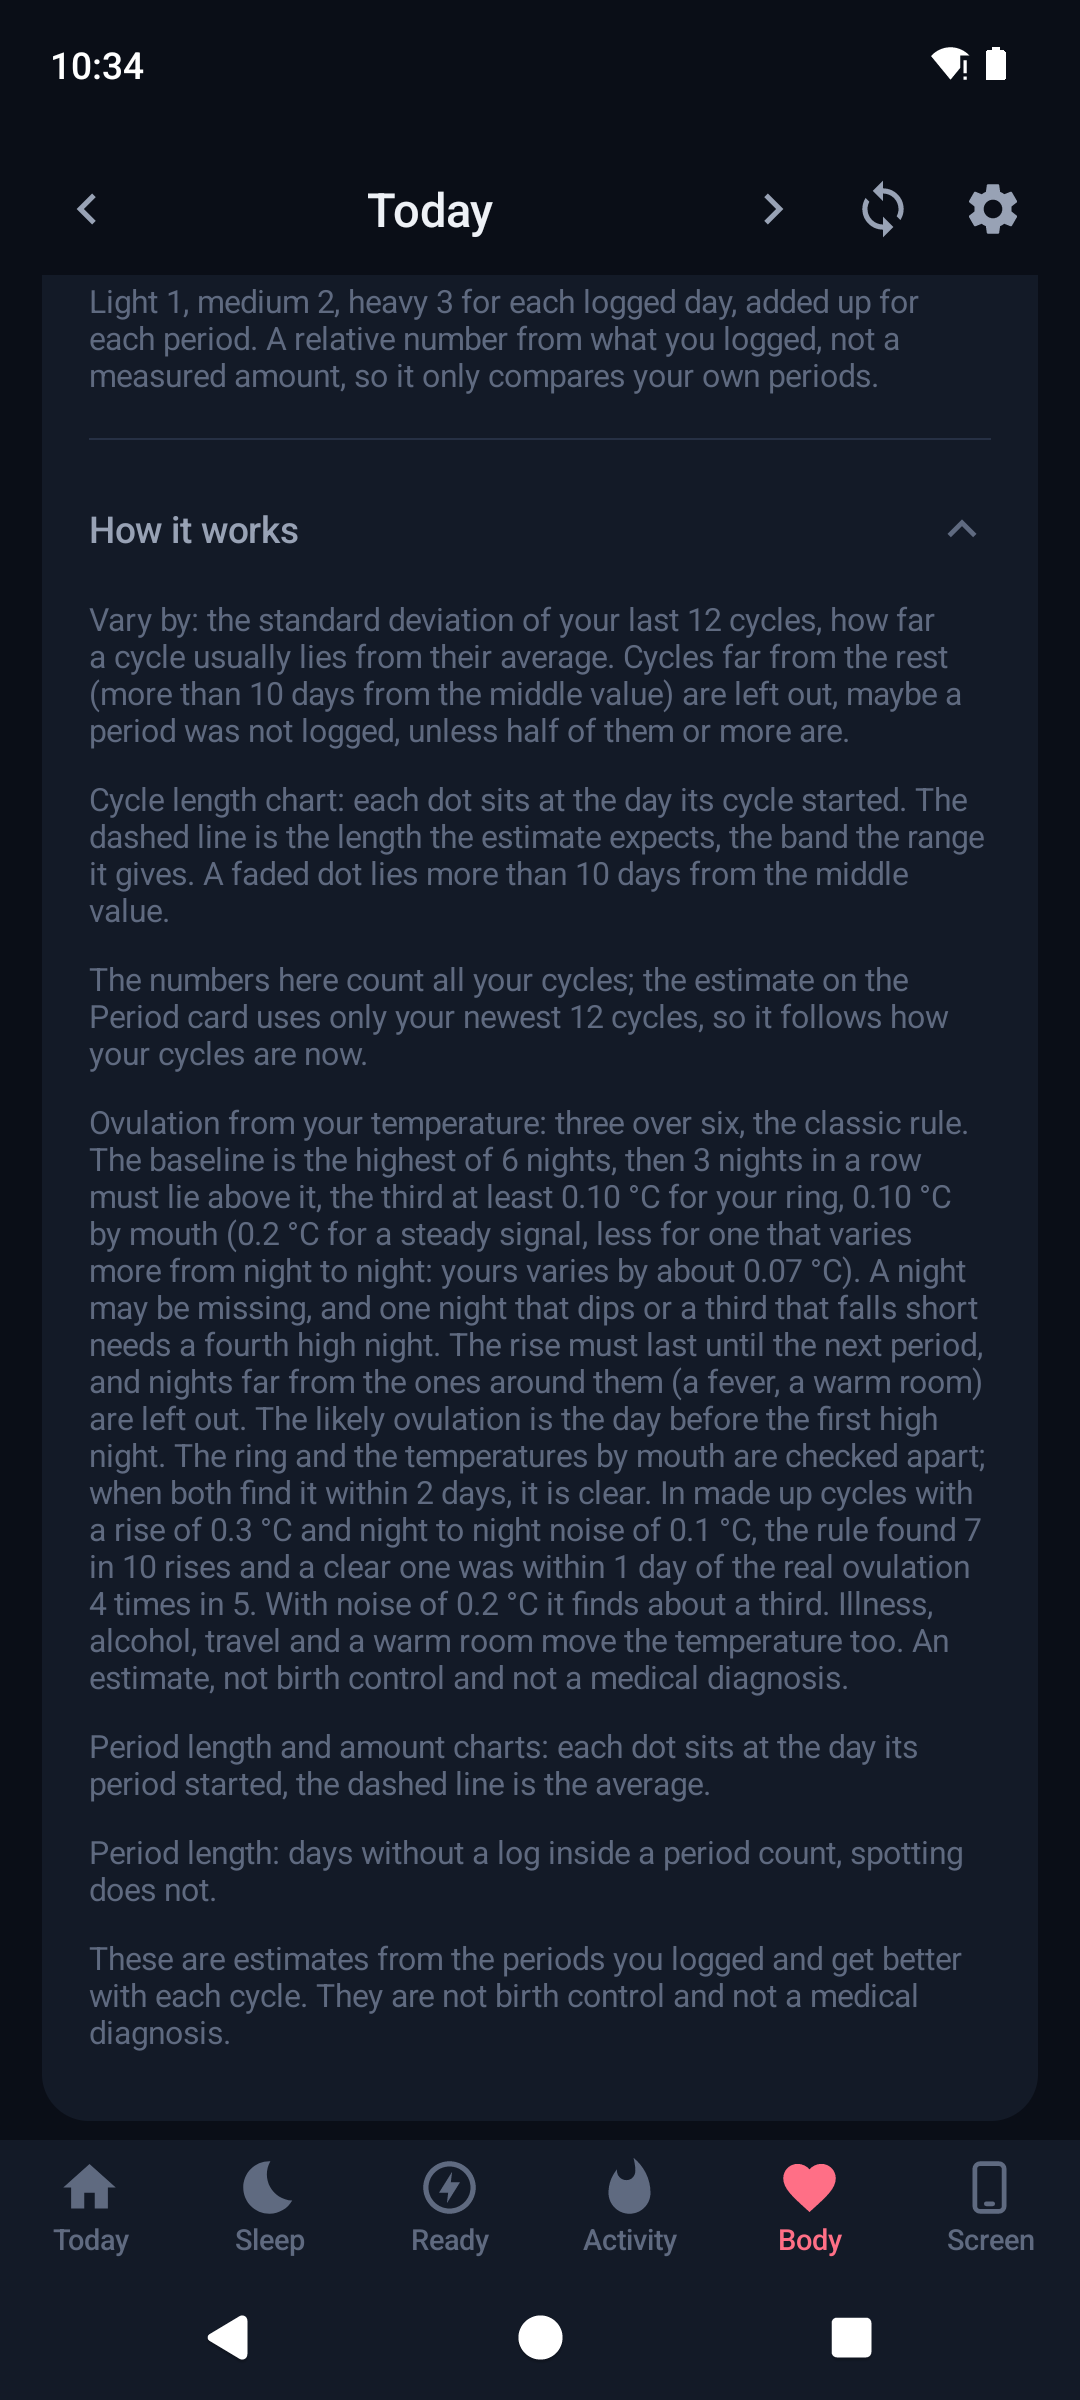 10:34
Today
Light 1, medium 2, heavy 3 for each logged day, added up for
each period. A relative number from what you logged, not a
measured amount, so it only compares your own periods.
How it works
Vary by: the standard deviation of your last 12 cycles, how far
a cycle usually lies from their average. Cycles far from the rest
(more than 10 days from the middle value) are left out, maybe a
period was not logged, unless half of them or more are.
Cycle length chart: each dot sits at the day its cycle started. The
dashed line is the length the estimate expects, the band the range
it gives. A faded dot lies more than 10 days from the middle
value.
The numbers here count all your cycles; the estimate on the
Period card uses only your newest 12 cycles, so it follows how
your cycles are now.
Ovulation from your temperature: three over six, the classic rule.
The baseline is the highest of 6 nights, then 3 nights in a row
must lie above it, the third at least 0.10 °C for your ring, 0.10 °C
by mouth (0.2 °C for a steady signal, less for one that varies
more from night to night: yours varies by about 0.07 °C). A night
may be missing, and one night that dips or a third that falls short
needs a fourth high night. The rise must last until the next period,
and nights far from the ones around them (a fever, a warm room)
are left out. The likely ovulation is the day before the first high
night. The ring and the temperatures by mouth are checked apart;
when both find it within 2 days, it is clear. In made up cycles with
a rise of 0.3 °C and night to night noise of 0.1 °C, the rule found 7
in 10 rises and a clear one was within 1 day of the real ovulation
4 times in 5. With noise of 0.2 °C it finds about a third. Illness,
alcohol, travel and a warm room move the temperature too. An
estimate, not birth control and not a medical diagnosis.
Period length and amount charts: each dot sits at the day its
period started, the dashed line is the average.
Period length: days without a log inside a period count, spotting
does not.
These are estimates from the periods you logged and get better
with each cycle. They are not birth control and not a medical
diagnosis.
Today
Sleep
Ready
Activity
Body
Screen